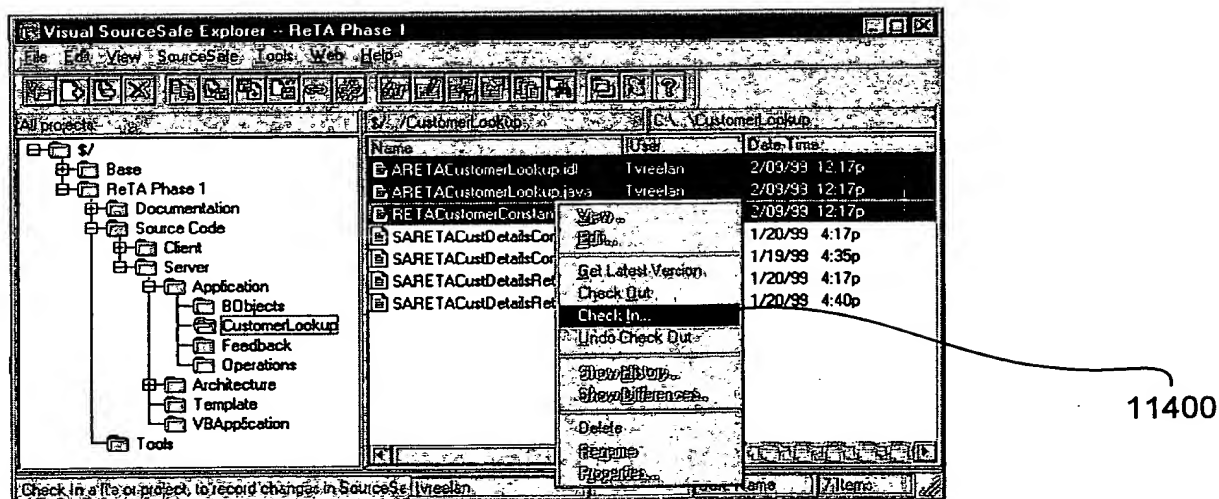 Visual SourceSafe Explorer -- ReTA Phase 1
File Edit View SourceSafe Tools Web Help
All projects
$/.../CustomerLookup
C:\...\CustomerLookup
Name User Date-Time
$/
Base
ReTA Phase 1
Documentation
Source Code
Client
Server
Application
BObjects
CustomerLookup
Feedback
Operations
Architecture
Template
VBApplication
Tools
ARETACustomerLookup.idl Tvreelan 2/09/99 12:17p
ARETACustomerLookup.java Tvreelan 2/09/99 12:17p
RETACustomerConstan 2/09/99 12:17p
SARETACustDetailsCor 1/20/99 4:17p
SARETACustDetailsCor 1/19/99 4:35p
SARETACustDetailsRet 1/20/99 4:17p
SARETACustDetailsRet 1/20/99 4:40p
View...
Edit...
Get Latest Version
Check Out
Check In...
Undo Check Out
Show History...
Show Differences...
Delete
Rename
Properties...
Check In a file or project, to record changes in SourceSa tvreelan Name 7 Items
11400